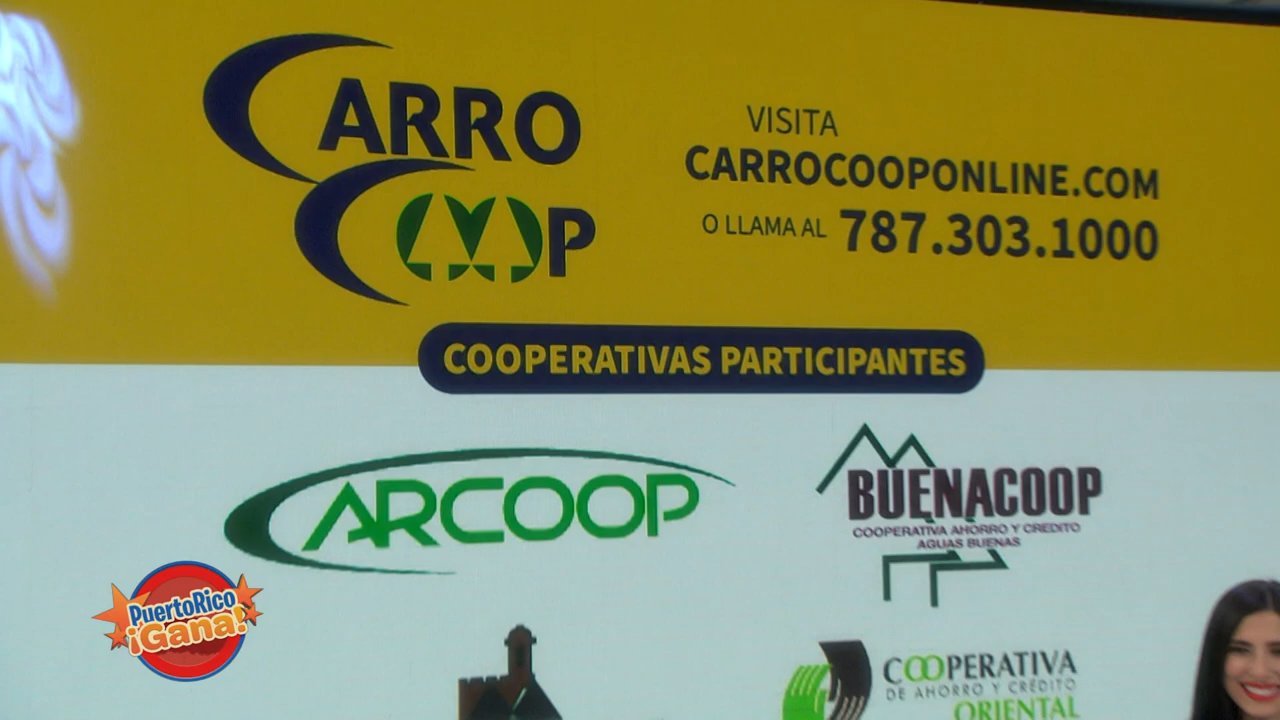 CARRO
COOP
VISITA
CARROCOOPONLINE.COM
O LLAMA AL 787.303.1000
COOPERATIVAS PARTICIPANTES
ARCOOP
BUENACOOP
COOPERATIVA AHORRO Y CREDITO
AGUAS BUENAS
PuertoRico
¡Gana!
COOPERATIVA
DE AHORRO Y CRÉDITO
ORIENTAL